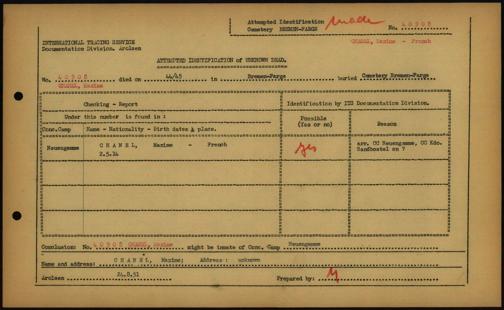 Attempted Identification made No. 40308
Cemetery BREMEN-FARGE
CHANEL, Maxime - French
INTERNATIONAL TRACING SERVICE
Documentation Division, Arolsen
ATTEMPTED IDENTIFICATION of UNKNOWN DEAD.
No. 40308 died on 44/45 in Bremen-Farge buried Cemetery Bremen-Farge
CHANEL, Maxime
Checking - Report
Identification by ITS Documentation Division.
Under this number is found in :
Possible (Yes or no)
Reason
Conc.Camp Name - Nationality - Birth dates & place.
Neuengamme CHANEL, Maxime - French
2.5.14
yes
arr. CC Neuengamme, CC Kdo.
Sandbostel on ?
Conclusion: No. 40308 CHANEL, Maxime might be inmate of Conc. Camp Neuengamme
Name and address: CHANEL, Maxime; Address : unknown
Arolsen 24.8.51 Prepared by: